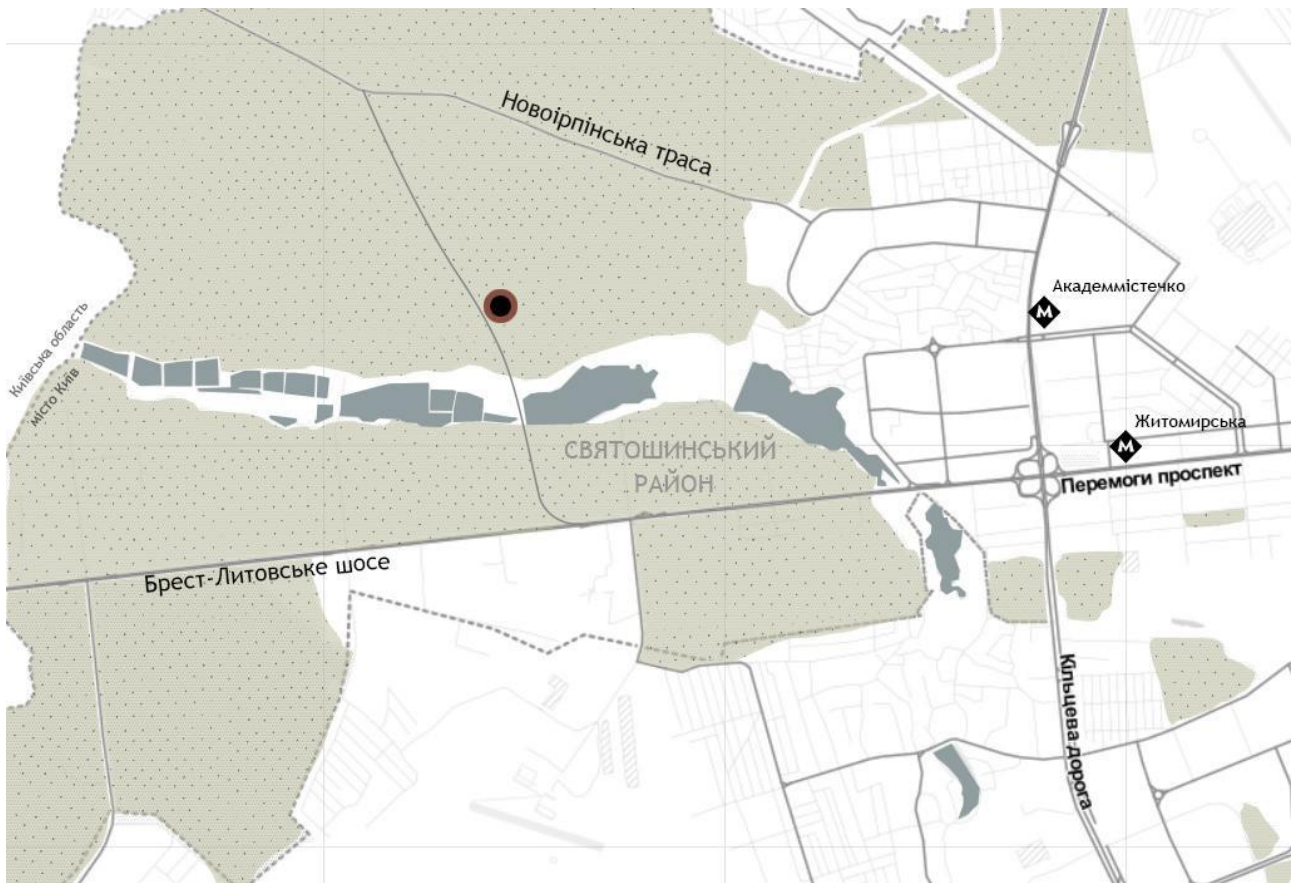 Новоірпінська траса
Академмістечко
М
Київська область
місто Київ
Житомирська
М
СВЯТОШИНСЬКИЙ
РАЙОН
Перемоги проспект
Брест-Литовське шосе
Кільцева дорога